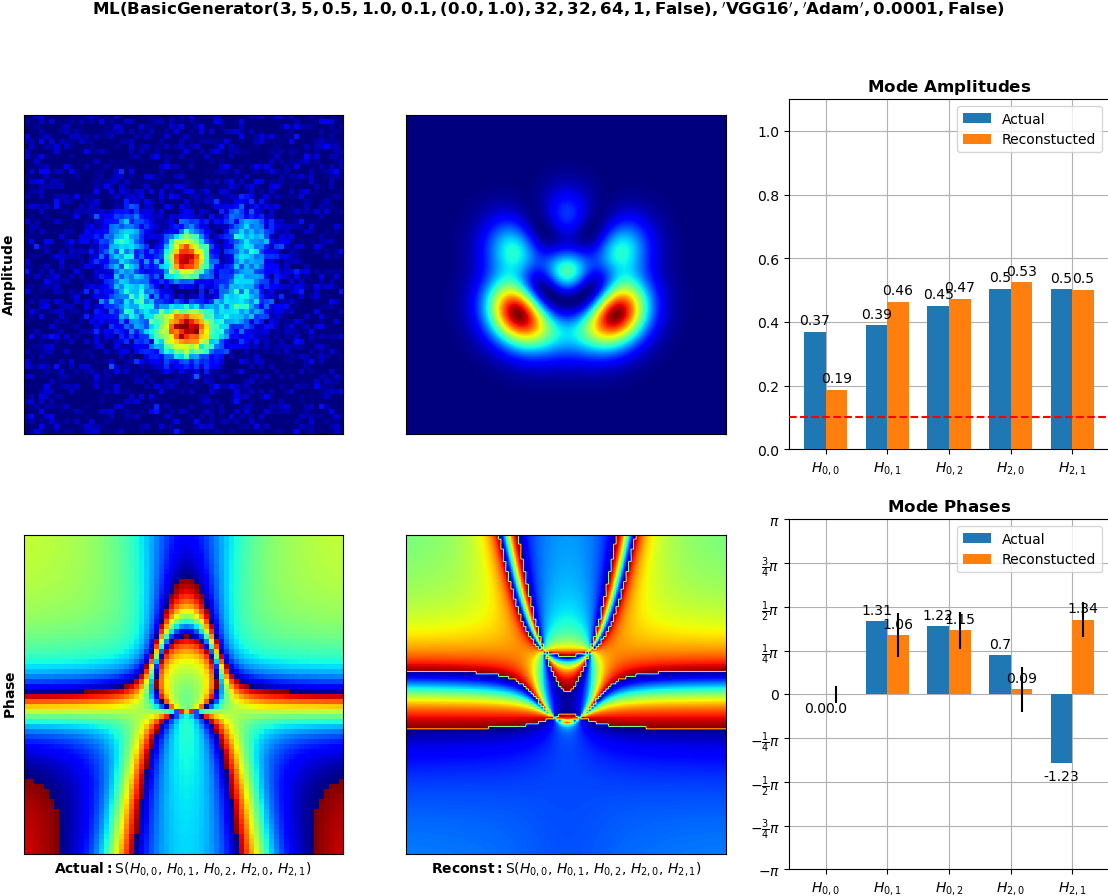 ML(BasicGenerator(3, 5, 0.5, 1.0, 0.1, (0.0, 1.0), 32, 32, 64, 1, False), ′VGG16′, ′Adam′, 0.0001, False)
Amplitude
Mode Amplitudes
Actual
Reconstucted
1.0
0.8
0.6
0.4
0.2
0.0
0.37
0.19
0.39
0.46
0.45
0.47
0.5
0.53
0.5
0.5
H0,0
H0,1
H0,2
H2,0
H2,1
Phase
Actual: S(H0,0, H0,1, H0,2, H2,0, H2,1)
Reconst: S(H0,0, H0,1, H0,2, H2,0, H2,1)
Mode Phases
Actual
Reconstucted
π
3/4π
1/2π
1/4π
0
−1/4π
−1/2π
−3/4π
−π
0.0
0.0
1.31
1.06
1.22
1.15
0.7
0.09
-1.23
1.34
H0,0
H0,1
H0,2
H2,0
H2,1